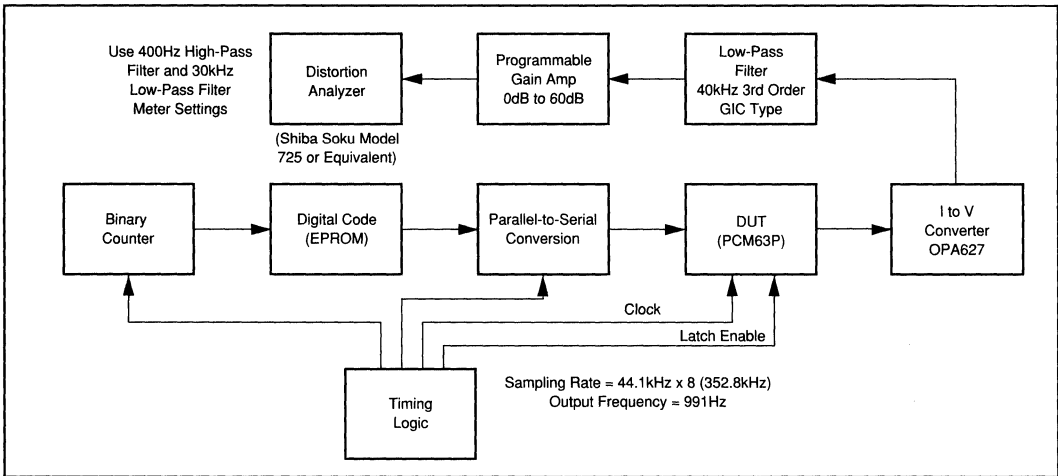 Use 400Hz High-Pass
Filter and 30kHz
Low-Pass Filter
Meter Settings
Distortion
Analyzer
(Shiba Soku Model
725 or Equivalent)
Programmable
Gain Amp
0dB to 60dB
Low-Pass
Filter
40kHz 3rd Order
GIC Type
Binary
Counter
Digital Code
(EPROM)
Parallel-to-Serial
Conversion
DUT
(PCM63P)
I to V
Converter
OPA627
Clock
Latch Enable
Timing
Logic
Sampling Rate = 44.1kHz x 8 (352.8kHz)
Output Frequency = 991Hz